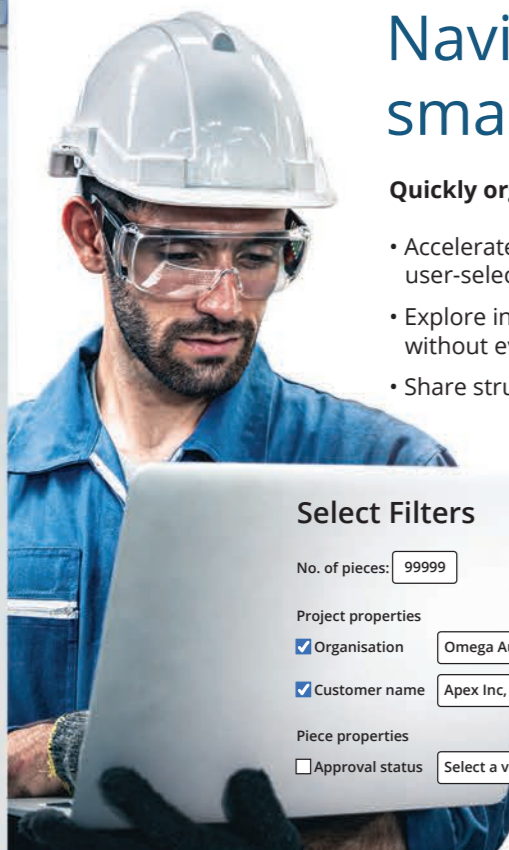 Navi
sma
Quickly or
• Accelerate
user-selec
• Explore in
without ev
• Share stru
Select Filters
No. of pieces: 99999
Project properties
Organisation Omega A
Customer name Apex Inc,
Piece properties
Approval status Select a v